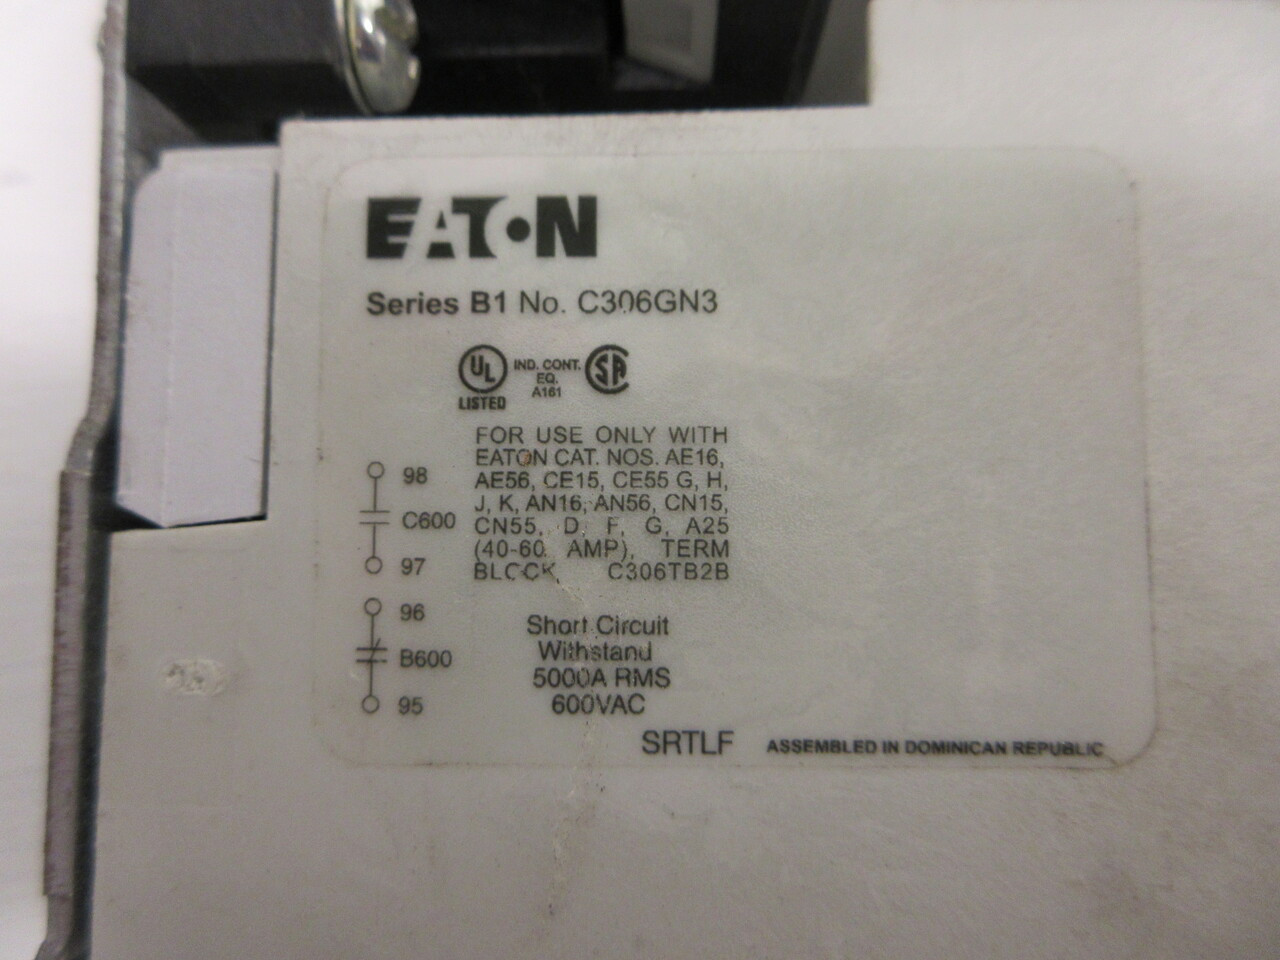 EATON
Series B1 No. C306GN3
UL
LISTED
IND. CONT.
EQ.
A161
SA
FOR USE ONLY WITH
EATON CAT. NOS. AE16,
AE56, CE15, CE55 G, H,
J, K, AN16, AN56, CN15,
CN55, D, F, G, A25
(40-60 AMP), TERM
BLOCK, C306TB2B
98
C600
97
96
B600
95
Short Circuit
Withstand
5000A RMS
600VAC
SRTLF ASSEMBLED IN DOMINICAN REPUBLIC